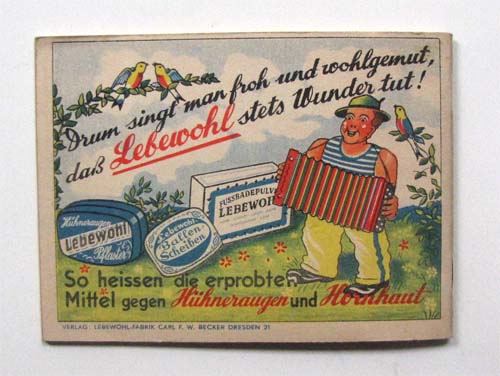 Drum singt man froh und wohlgemut,
daß Lebewohl stets Wunder tut!
FUSSBADEPULVER
LEBEWOHL
Hühneraugen
Lebewohl
Pflaster
Lebewohl
Ballen-
Scheiben
So heissen die erprobten
Mittel gegen Hühneraugen und Hornhaut
VERLAG: LEBEWOHL-FABRIK CARL F. W. BECKER DRESDEN 21